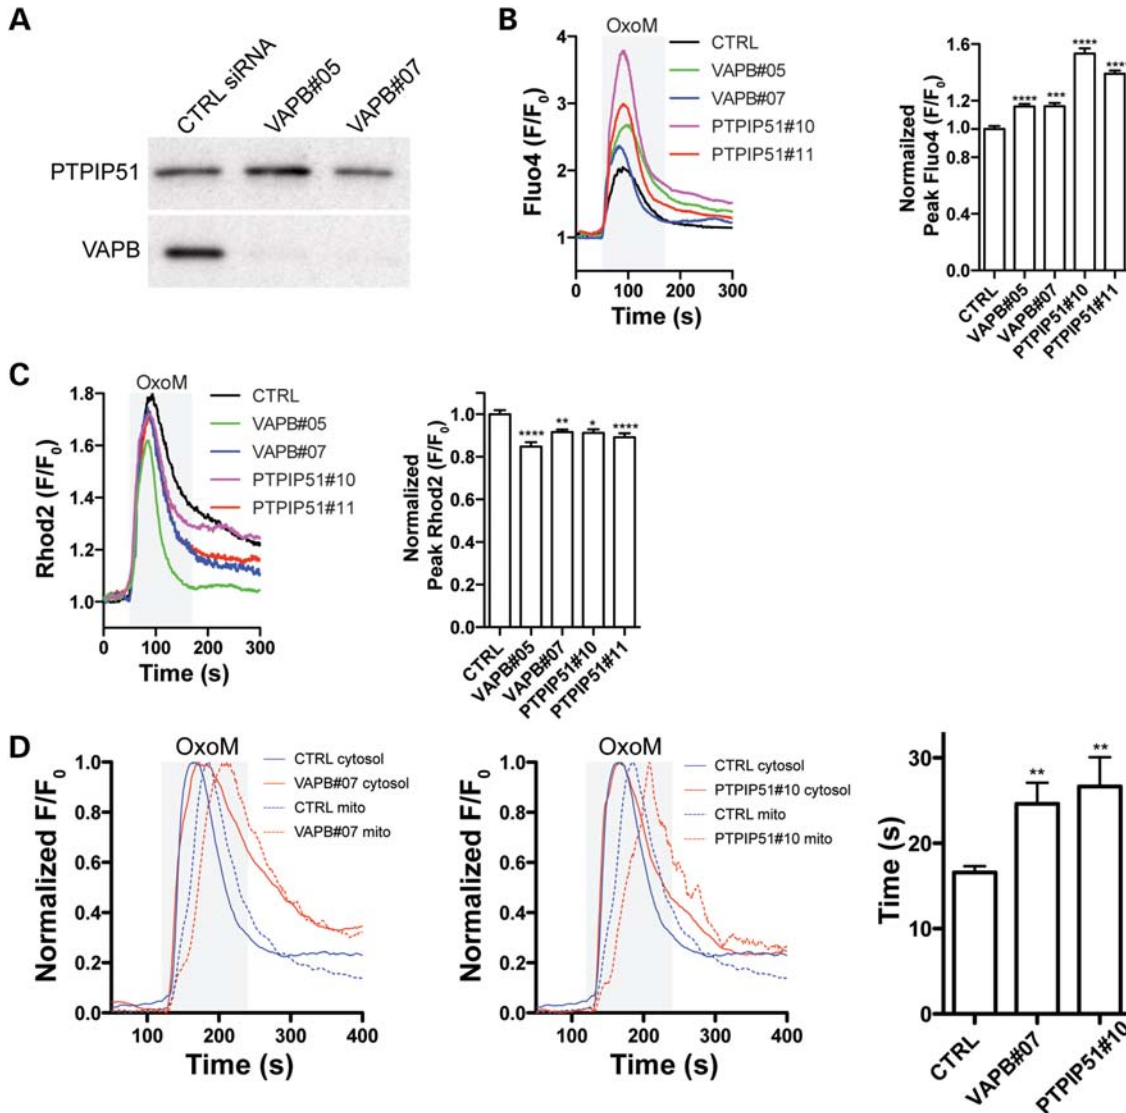 A
CTRL siRNA
VAPB#05
VAPB#07
PTPIP51
VAPB
B
OxoM
CTRL
VAPB#05
VAPB#07
PTPIP51#10
PTPIP51#11
4
3
2
1
Fluo4 (F/F0)
0 100 200 300
Time (s)
Normailzed
Peak Fluo4 (F/F0)
1.6
1.2
0.8
0.4
0.0
**** *** **** ****
CTRL
VAPB#05
VAPB#07
PTPIP51#10
PTPIP51#11
C
OxoM
CTRL
VAPB#05
VAPB#07
PTPIP51#10
PTPIP51#11
1.8
1.6
1.4
1.2
1.0
Rhod2 (F/F0)
0 100 200 300
Time (s)
Normalized
Peak Rhod2 (F/F0)
1.0
0.8
0.6
0.4
0.2
0.0
**** ** * ****
CTRL
VAPB#05
VAPB#07
PTPIP51#10
PTPIP51#11
D
OxoM
CTRL cytosol
VAPB#07 cytosol
CTRL mito
VAPB#07 mito
1.0
0.8
0.6
0.4
0.2
0.0
Normalized F/F0
100 200 300 400
Time (s)
OxoM
CTRL cytosol
PTPIP51#10 cytosol
CTRL mito
PTPIP51#10 mito
1.0
0.8
0.6
0.4
0.2
0.0
Normalized F/F0
100 200 300 400
Time (s)
30
20
10
0
Time (s)
** **
CTRL
VAPB#07
PTPIP51#10